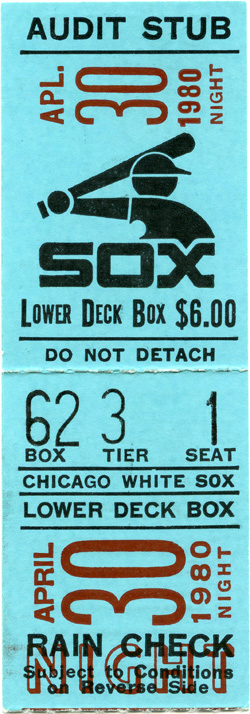 AUDIT STUB
APL. 30 1980 NIGHT
SOX
LOWER DECK BOX $6.00
DO NOT DETACH
62 3 1
BOX TIER SEAT
CHICAGO WHITE SOX
LOWER DECK BOX
APRIL 30 1980 NIGHT
RAIN CHECK
NIGHT
Subject to Conditions
on Reverse Side